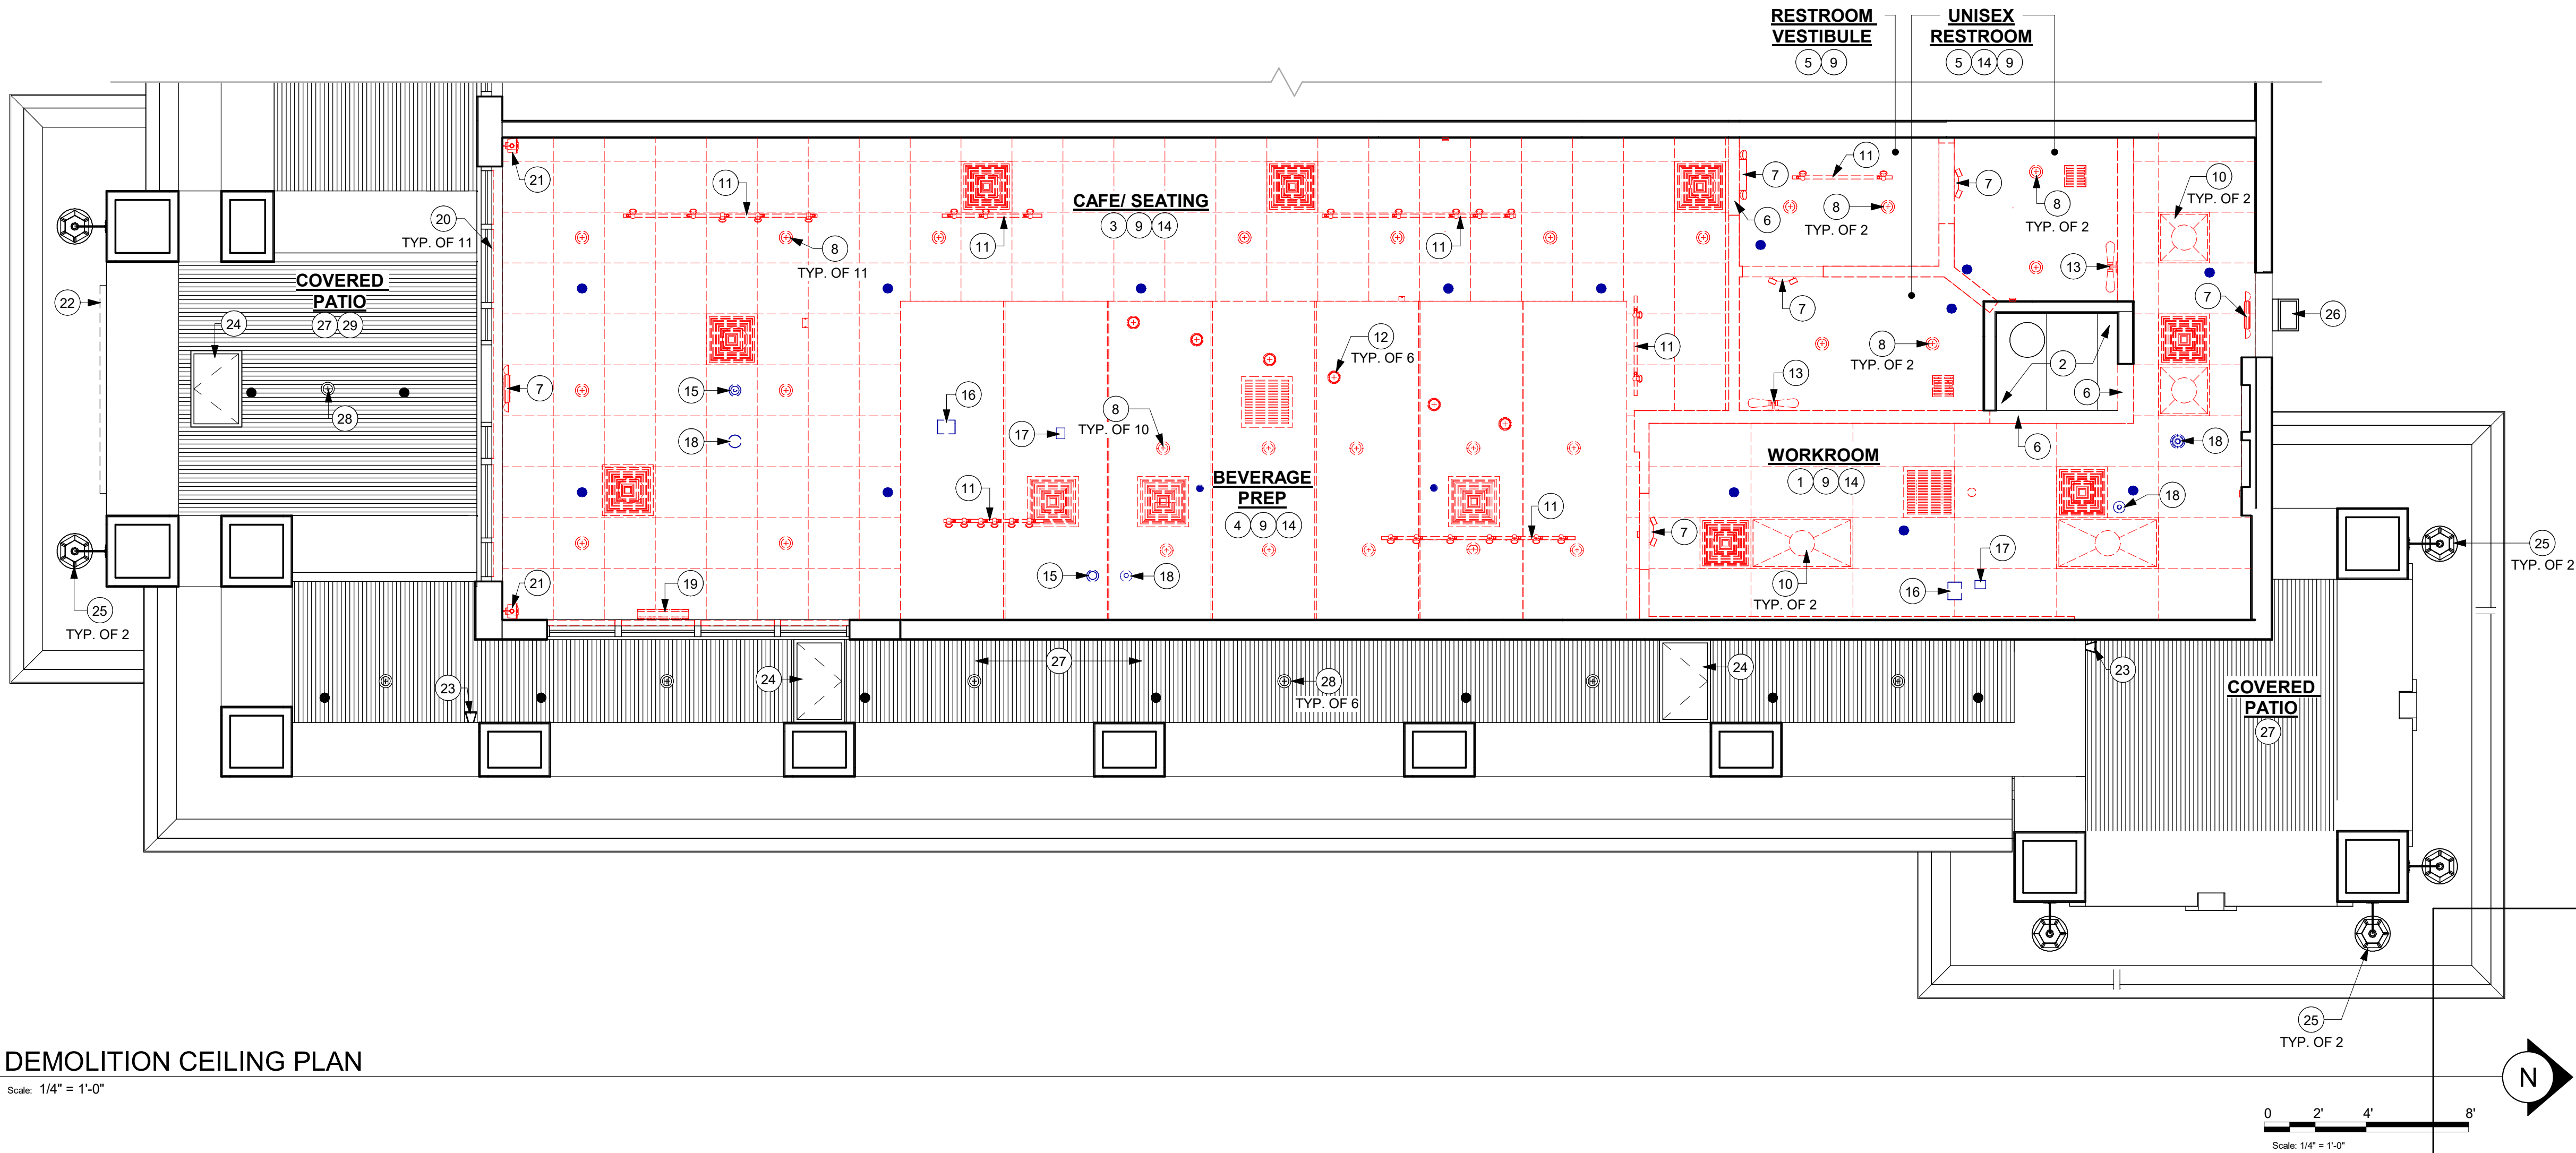 RESTROOM
VESTIBULE
5 9
UNISEX
RESTROOM
5 14 9
21
11
CAFE/ SEATING
3 9 14
11
11
8
TYP. OF 11
20
TYP. OF 11
7
11
6
8
TYP. OF 2
7
8
TYP. OF 2
10
TYP. OF 2
13
7
26
COVERED
PATIO
27 29
22
24
28
7
15
18
16
17
12
TYP. OF 6
8
TYP. OF 10
11
7
8
TYP. OF 2
13
2
6
6
18
WORKROOM
1 9 14
BEVERAGE
PREP
4 9 14
11
11
18
7
10
TYP. OF 2
17
16
15
18
19
21
25
TYP. OF 2
25
TYP. OF 2
23
24
27
28
TYP. OF 6
24
23
COVERED
PATIO
27
25
TYP. OF 2
DEMOLITION CEILING PLAN
Scale: 1/4" = 1'-0"
N
0 2' 4' 8'
Scale: 1/4" = 1'-0"